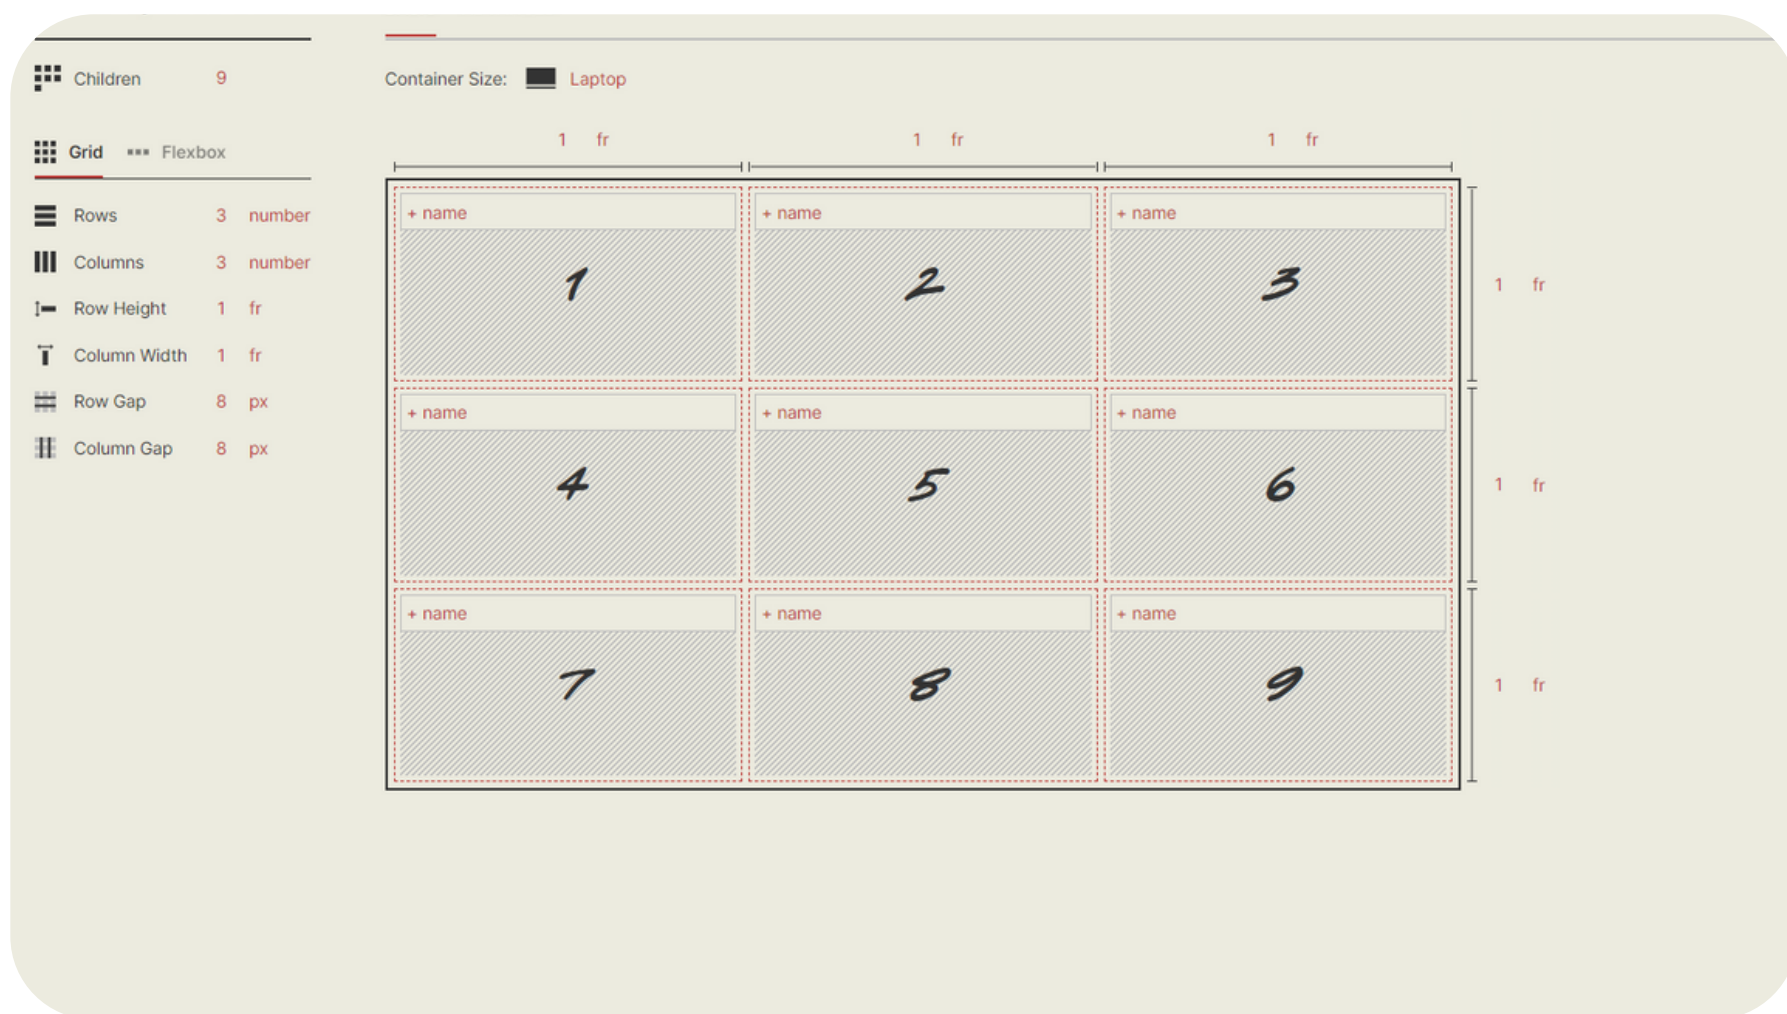 Children 9
Grid Flexbox
Rows 3 number
Columns 3 number
Row Height 1 fr
Column Width 1 fr
Row Gap 8 px
Column Gap 8 px
Container Size: Laptop
1 fr 1 fr 1 fr
+ name + name + name
1 2 3 1 fr
+ name + name + name
4 5 6 1 fr
+ name + name + name
7 8 9 1 fr